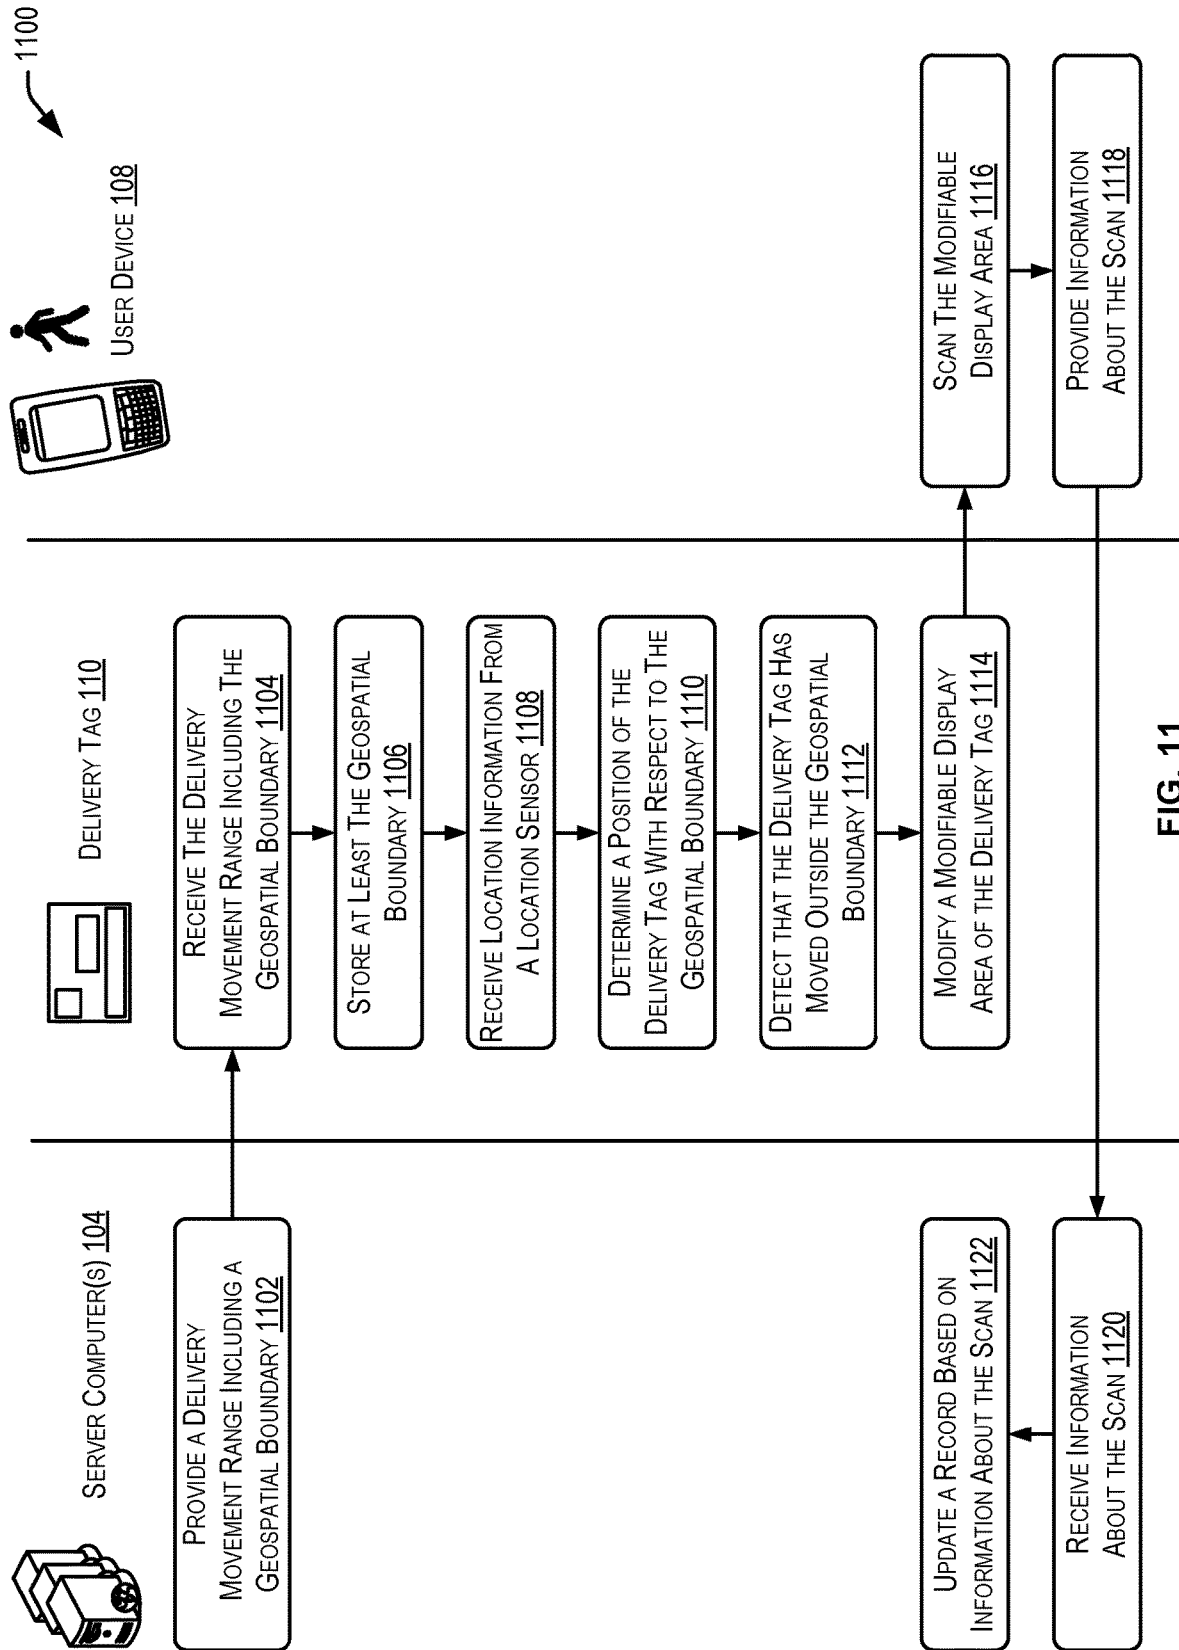 1100
SERVER COMPUTER(S) 104
DELIVERY TAG 110
USER DEVICE 108
PROVIDE A DELIVERY
MOVEMENT RANGE INCLUDING A
GEOSPATIAL BOUNDARY 1102
RECEIVE THE DELIVERY
MOVEMENT RANGE INCLUDING THE
GEOSPATIAL BOUNDARY 1104
STORE AT LEAST THE GEOSPATIAL
BOUNDARY 1106
RECEIVE LOCATION INFORMATION FROM
A LOCATION SENSOR 1108
DETERMINE A POSITION OF THE
DELIVERY TAG WITH RESPECT TO THE
GEOSPATIAL BOUNDARY 1110
DETECT THAT THE DELIVERY TAG HAS
MOVED OUTSIDE THE GEOSPATIAL
BOUNDARY 1112
MODIFY A MODIFIABLE DISPLAY
AREA OF THE DELIVERY TAG 1114
SCAN THE MODIFIABLE
DISPLAY AREA 1116
PROVIDE INFORMATION
ABOUT THE SCAN 1118
RECEIVE INFORMATION
ABOUT THE SCAN 1120
UPDATE A RECORD BASED ON
INFORMATION ABOUT THE SCAN 1122
FIG. 11